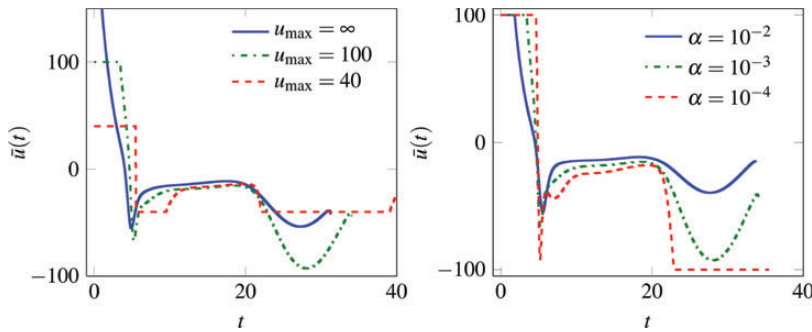 100
0
−100
ū(t)
0
20
40
t
u_max = ∞
u_max = 100
u_max = 40
100
0
−100
ū(t)
0
20
40
t
α = 10⁻²
α = 10⁻³
α = 10⁻⁴